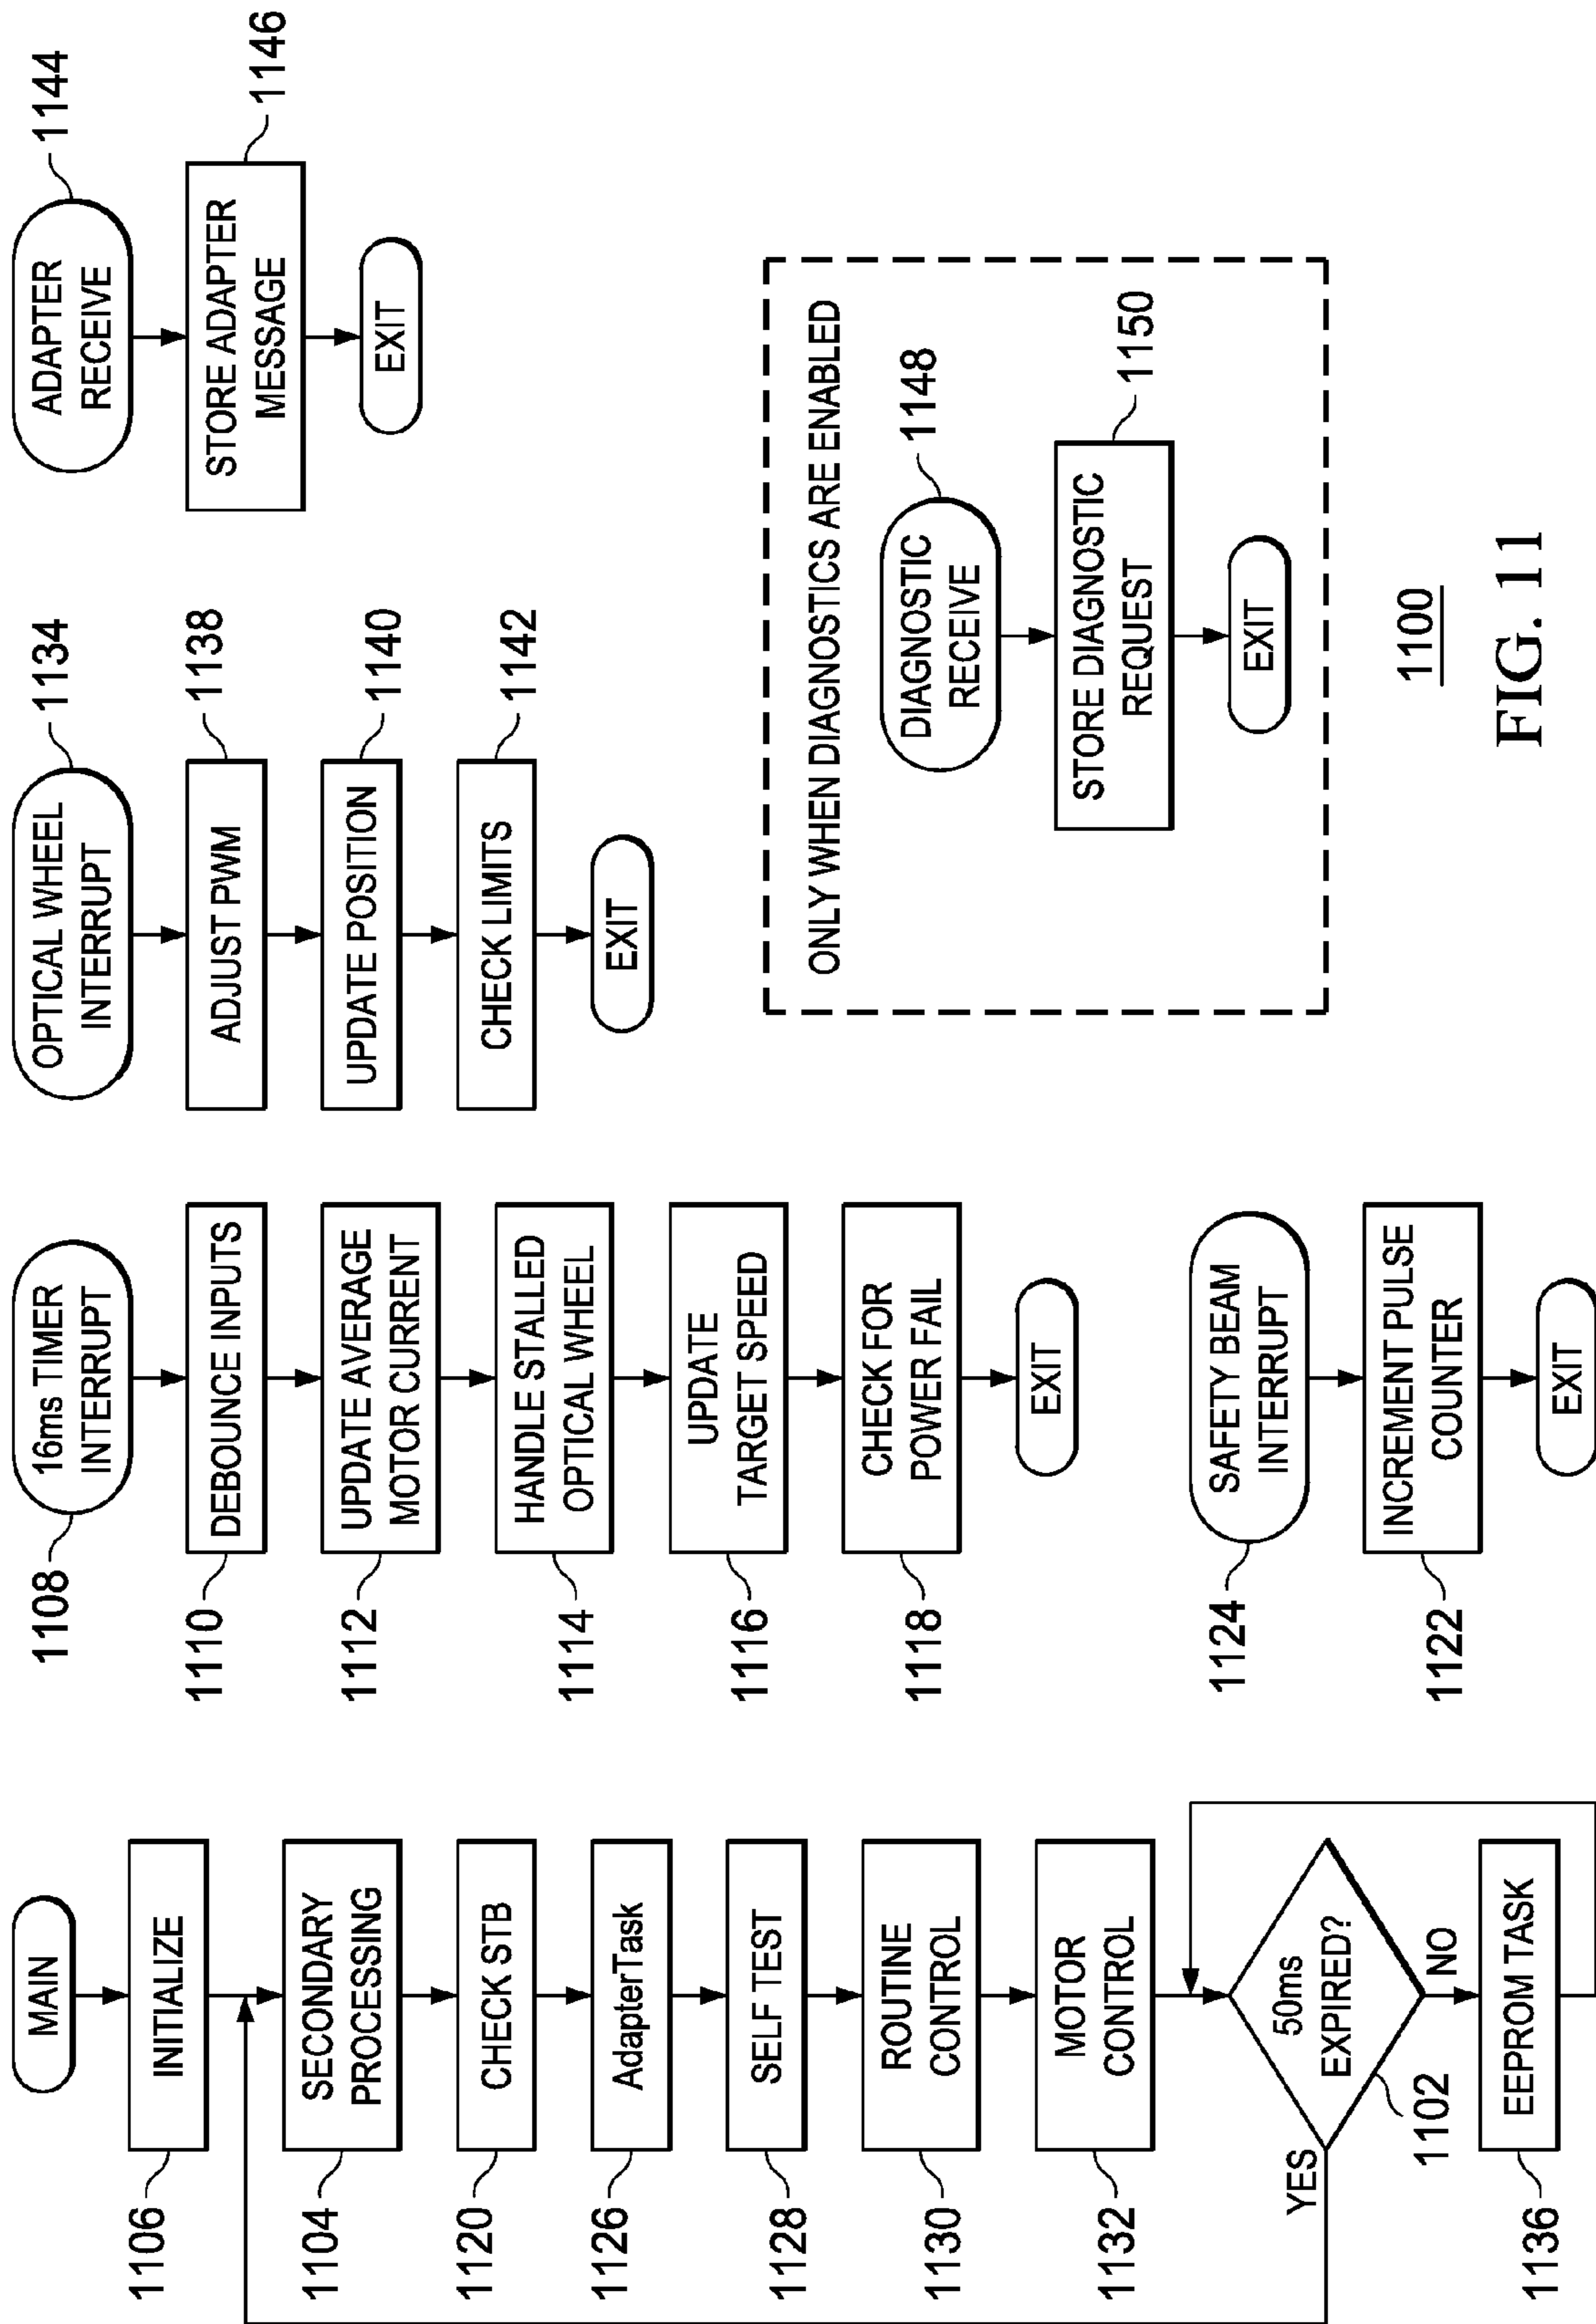 MAIN
1106
INITIALIZE
1104
SECONDARY
PROCESSING
1120
CHECK STB
1126
AdapterTask
1128
SELF TEST
1130
ROUTINE
CONTROL
1132
MOTOR
CONTROL
50ms
EXPIRED?
YES
1102
NO
1136
EEPROM TASK
1108
16ms TIMER
INTERRUPT
1110
DEBOUNCE INPUTS
1112
UPDATE AVERAGE
MOTOR CURRENT
1114
HANDLE STALLED
OPTICAL WHEEL
1116
UPDATE
TARGET SPEED
1118
CHECK FOR
POWER FAIL
EXIT
1124
SAFETY BEAM
INTERRUPT
1122
INCREMENT PULSE
COUNTER
EXIT
OPTICAL WHEEL
INTERRUPT
1134
ADJUST PWM
1138
UPDATE POSITION
1140
CHECK LIMITS
1142
EXIT
ADAPTER
RECEIVE
1144
STORE ADAPTER
MESSAGE
1146
EXIT
ONLY WHEN DIAGNOSTICS ARE ENABLED
DIAGNOSTIC
RECEIVE
1148
STORE DIAGNOSTIC
REQUEST
1150
EXIT
1100
FIG. 11